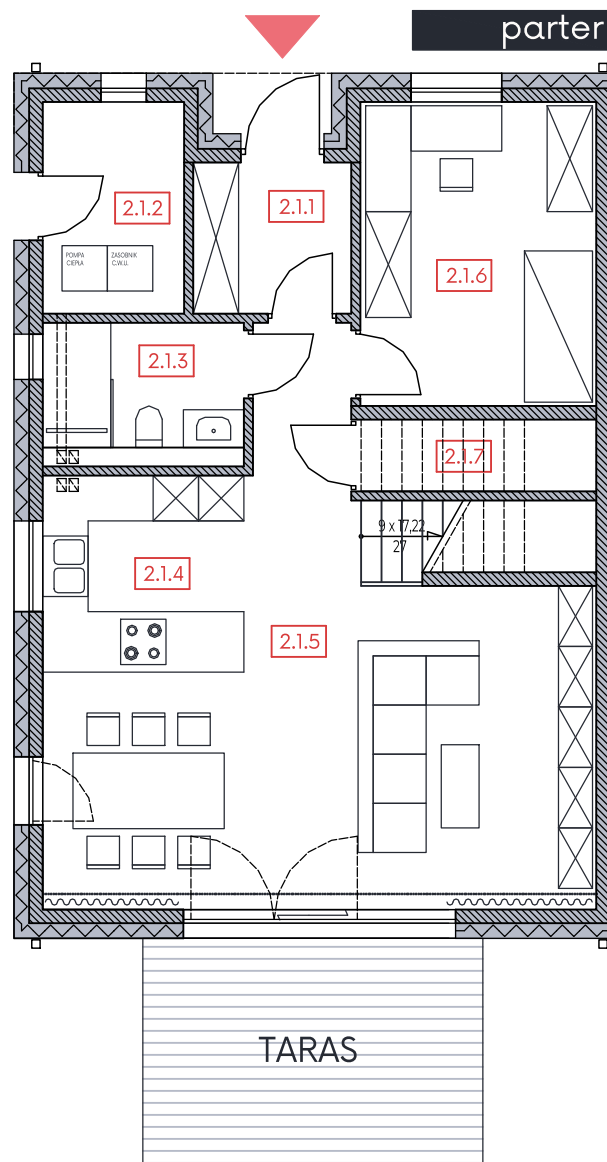 parter
2.1.1
2.1.2
POMPA
CIEPŁA
ZASOBNIK
C.W.U.
2.1.6
2.1.3
2.1.7
9 x 17,22
27
2.1.4
2.1.5
TARAS